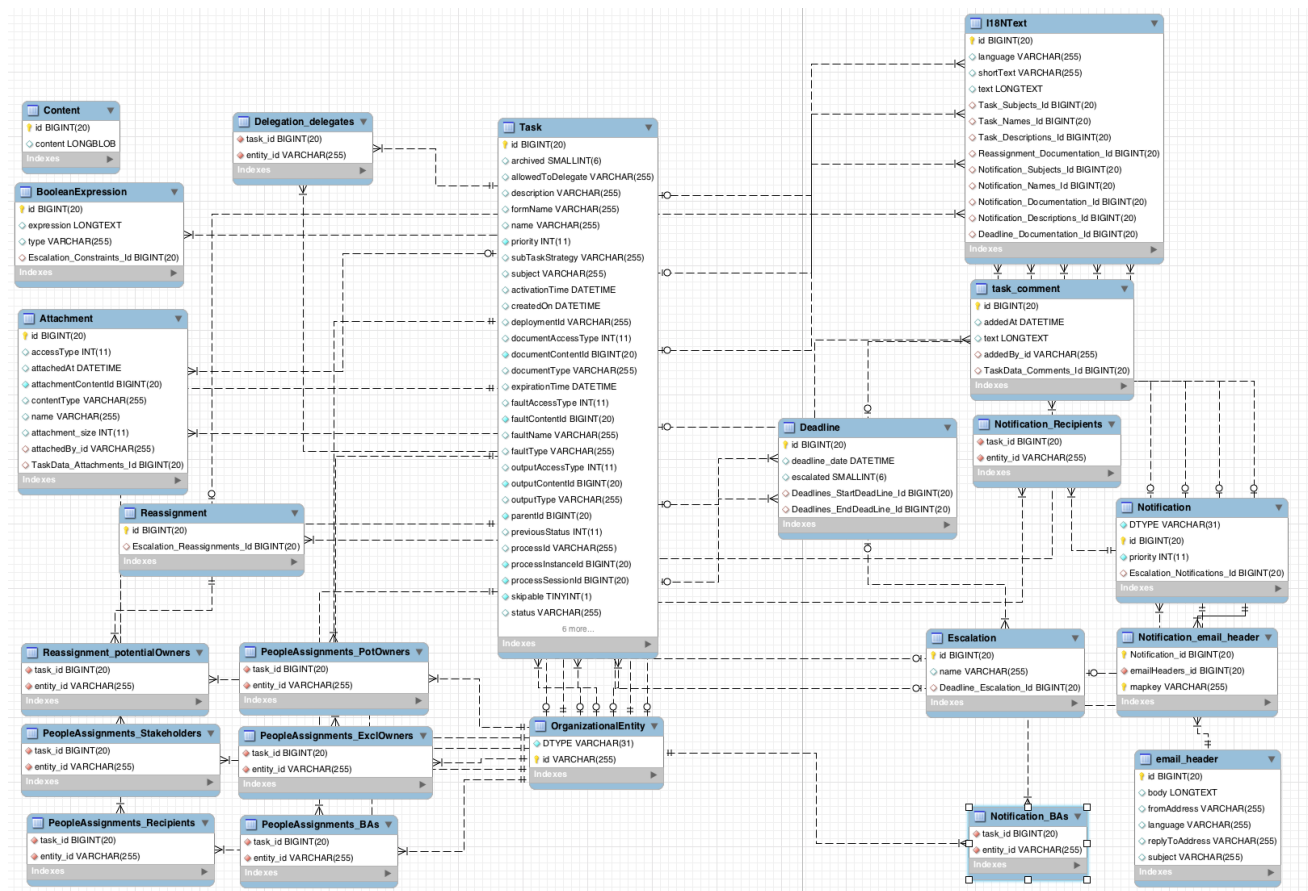 Content
id BIGINT(20)
content LONGBLOB
Indexes
BooleanExpression
id BIGINT(20)
expression LONGTEXT
type VARCHAR(255)
Escalation_Constraints_Id BIGINT(20)
Indexes
Attachment
id BIGINT(20)
accessType INT(11)
attachedAt DATETIME
attachmentContentId BIGINT(20)
contentType VARCHAR(255)
name VARCHAR(255)
attachment_size INT(11)
attachedBy_id VARCHAR(255)
TaskData_Attachments_Id BIGINT(20)
Indexes
Reassignment
id BIGINT(20)
Escalation_Reassignments_Id BIGINT(20)
Indexes
Reassignment_potentialOwners
task_id BIGINT(20)
entity_id VARCHAR(255)
Indexes
PeopleAssignments_Stakeholders
task_id BIGINT(20)
entity_id VARCHAR(255)
Indexes
PeopleAssignments_Recipients
task_id BIGINT(20)
entity_id VARCHAR(255)
Indexes
Delegation_delegates
task_id BIGINT(20)
entity_id VARCHAR(255)
Indexes
PeopleAssignments_PotOwners
task_id BIGINT(20)
entity_id VARCHAR(255)
Indexes
PeopleAssignments_ExclOwners
task_id BIGINT(20)
entity_id VARCHAR(255)
Indexes
PeopleAssignments_BAs
task_id BIGINT(20)
entity_id VARCHAR(255)
Indexes
Task
id BIGINT(20)
archived SMALLINT(6)
allowedToDelegate VARCHAR(255)
description VARCHAR(255)
formName VARCHAR(255)
name VARCHAR(255)
priority INT(11)
subTaskStrategy VARCHAR(255)
subject VARCHAR(255)
activationTime DATETIME
createdOn DATETIME
deploymentId VARCHAR(255)
documentAccessType INT(11)
documentContentId BIGINT(20)
documentType VARCHAR(255)
expirationTime DATETIME
faultAccessType INT(11)
faultContentId BIGINT(20)
faultName VARCHAR(255)
faultType VARCHAR(255)
outputAccessType INT(11)
outputContentId BIGINT(20)
outputType VARCHAR(255)
parentId BIGINT(20)
previousStatus INT(11)
processId VARCHAR(255)
processInstanceId BIGINT(20)
processSessionId BIGINT(20)
skipable TINYINT(1)
status VARCHAR(255)
6 more...
Indexes
OrganizationalEntity
DTYPE VARCHAR(31)
id VARCHAR(255)
Indexes
Deadline
id BIGINT(20)
deadline_date DATETIME
escalated SMALLINT(6)
Deadlines_StartDeadLine_Id BIGINT(20)
Deadlines_EndDeadLine_Id BIGINT(20)
Indexes
I18NText
id BIGINT(20)
language VARCHAR(255)
shortText VARCHAR(255)
text LONGTEXT
Task_Subjects_Id BIGINT(20)
Task_Names_Id BIGINT(20)
Task_Descriptions_Id BIGINT(20)
Reassignment_Documentation_Id BIGINT(20)
Notification_Subjects_Id BIGINT(20)
Notification_Names_Id BIGINT(20)
Notification_Documentation_Id BIGINT(20)
Notification_Descriptions_Id BIGINT(20)
Deadline_Documentation_Id BIGINT(20)
Indexes
task_comment
id BIGINT(20)
addedAt DATETIME
text LONGTEXT
addedBy_id VARCHAR(255)
TaskData_Comments_Id BIGINT(20)
Indexes
Notification_Recipients
task_id BIGINT(20)
entity_id VARCHAR(255)
Indexes
Notification
DTYPE VARCHAR(31)
id BIGINT(20)
priority INT(11)
Escalation_Notifications_Id BIGINT(20)
Indexes
Escalation
id BIGINT(20)
name VARCHAR(255)
Deadline_Escalation_Id BIGINT(20)
Indexes
Notification_email_header
Notification_id BIGINT(20)
emailHeaders_id BIGINT(20)
mapkey VARCHAR(255)
Indexes
Notification_BAs
task_id BIGINT(20)
entity_id VARCHAR(255)
Indexes
email_header
id BIGINT(20)
body LONGTEXT
fromAddress VARCHAR(255)
language VARCHAR(255)
replyToAddress VARCHAR(255)
subject VARCHAR(255)
Indexes